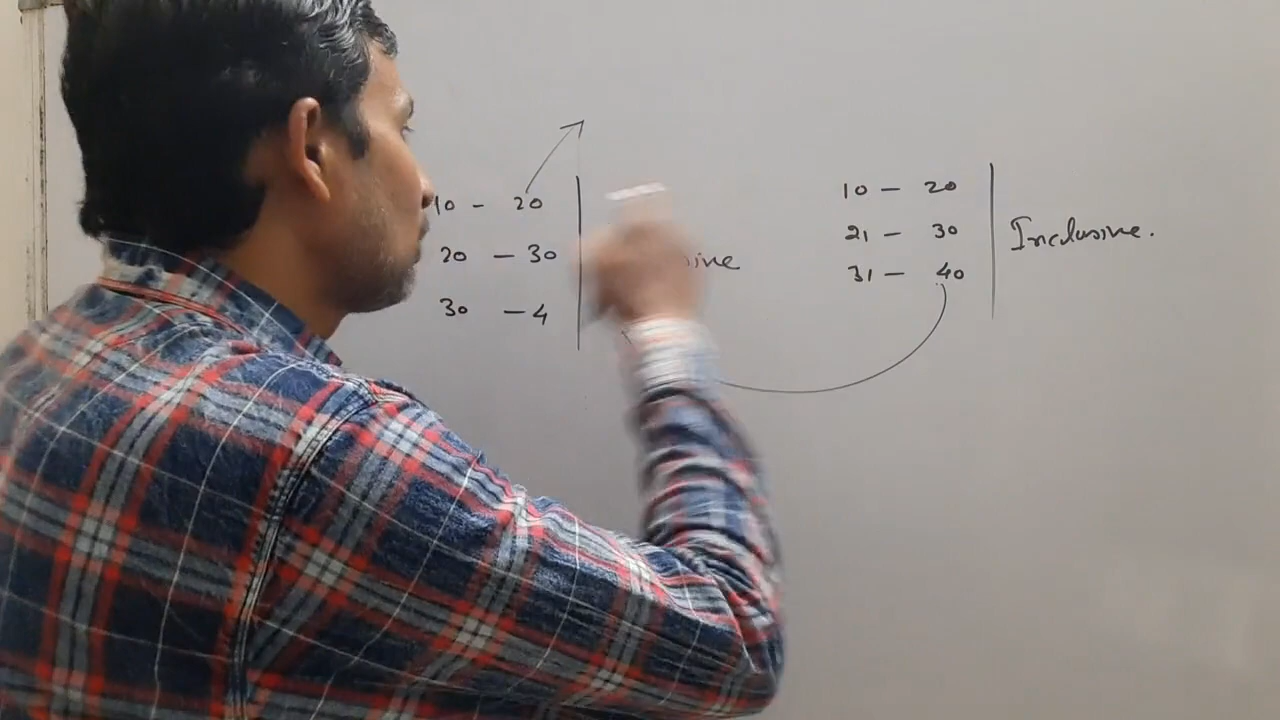 10 - 20
20 - 30
30 - 4
10 - 20
21 - 30
31 - 40
Inclusive.